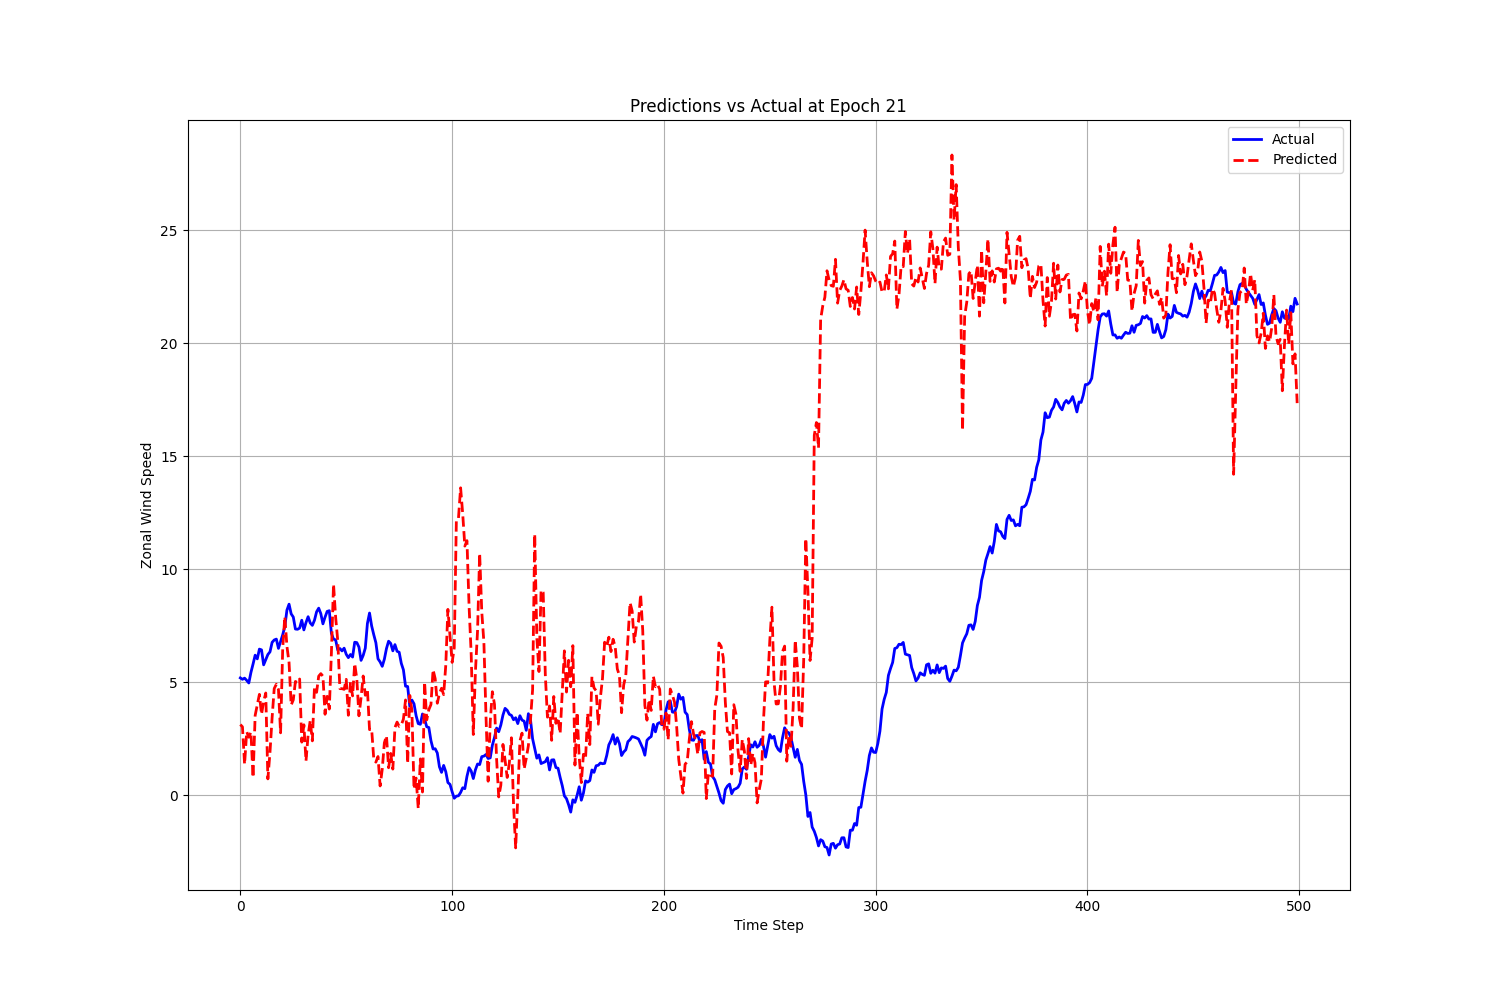 Predictions vs Actual at Epoch 21
Actual
Predicted
Zonal Wind Speed
25
20
15
10
5
0
0 100 200 300 400 500
Time Step